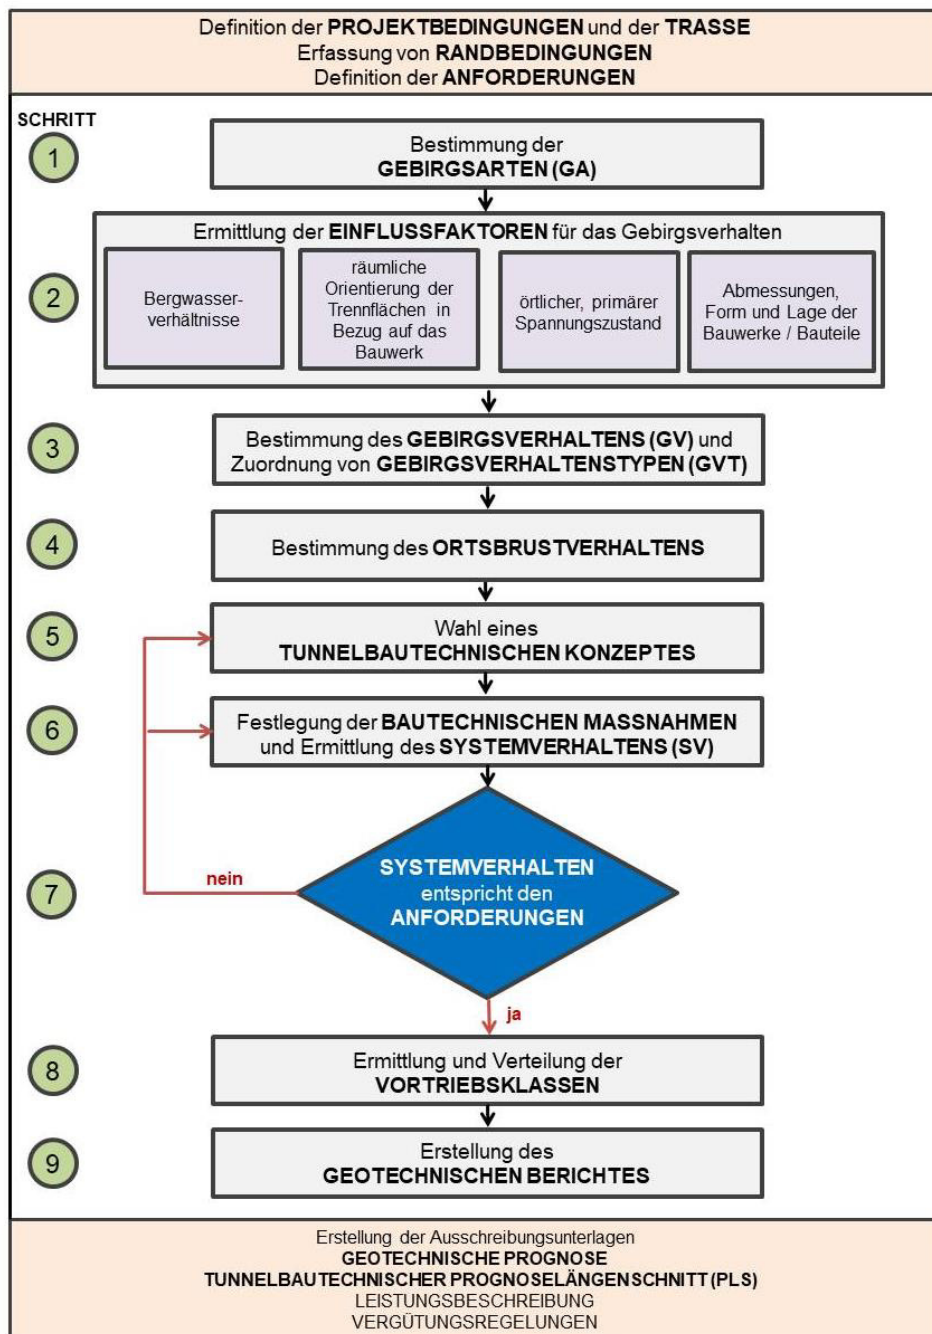 Definition der PROJEKTBEDINGUNGEN und der TRASSE
Erfassung von RANDBEDINGUNGEN
Definition der ANFORDERUNGEN
SCHRITT
1
Bestimmung der
GEBIRGSARTEN (GA)
2
Ermittlung der EINFLUSSFAKTOREN für das Gebirgsverhalten
Bergwasser-
verhältnisse
räumliche
Orientierung der
Trennflächen in
Bezug auf das
Bauwerk
örtlicher, primärer
Spannungszustand
Abmessungen,
Form und Lage der
Bauwerke / Bauteile
3
Bestimmung des GEBIRGSVERHALTENS (GV) und
Zuordnung von GEBIRGSVERHALTENSTYPEN (GVT)
4
Bestimmung des ORTSBRUSTVERHALTENS
5
Wahl eines
TUNNELBAUTECHNISCHEN KONZEPTES
6
Festlegung der BAUTECHNISCHEN MASSNAHMEN
und Ermittlung des SYSTEMVERHALTENS (SV)
7
nein
SYSTEMVERHALTEN
entspricht den
ANFORDERUNGEN
ja
8
Ermittlung und Verteilung der
VORTRIEBSKLASSEN
9
Erstellung des
GEOTECHNISCHEN BERICHTES
Erstellung der Ausschreibungsunterlagen
GEOTECHNISCHE PROGNOSE
TUNNELBAUTECHNISCHER PROGNOSELÄNGENSCHNITT (PLS)
LEISTUNGSBESCHREIBUNG
VERGÜTUNGSREGELUNGEN